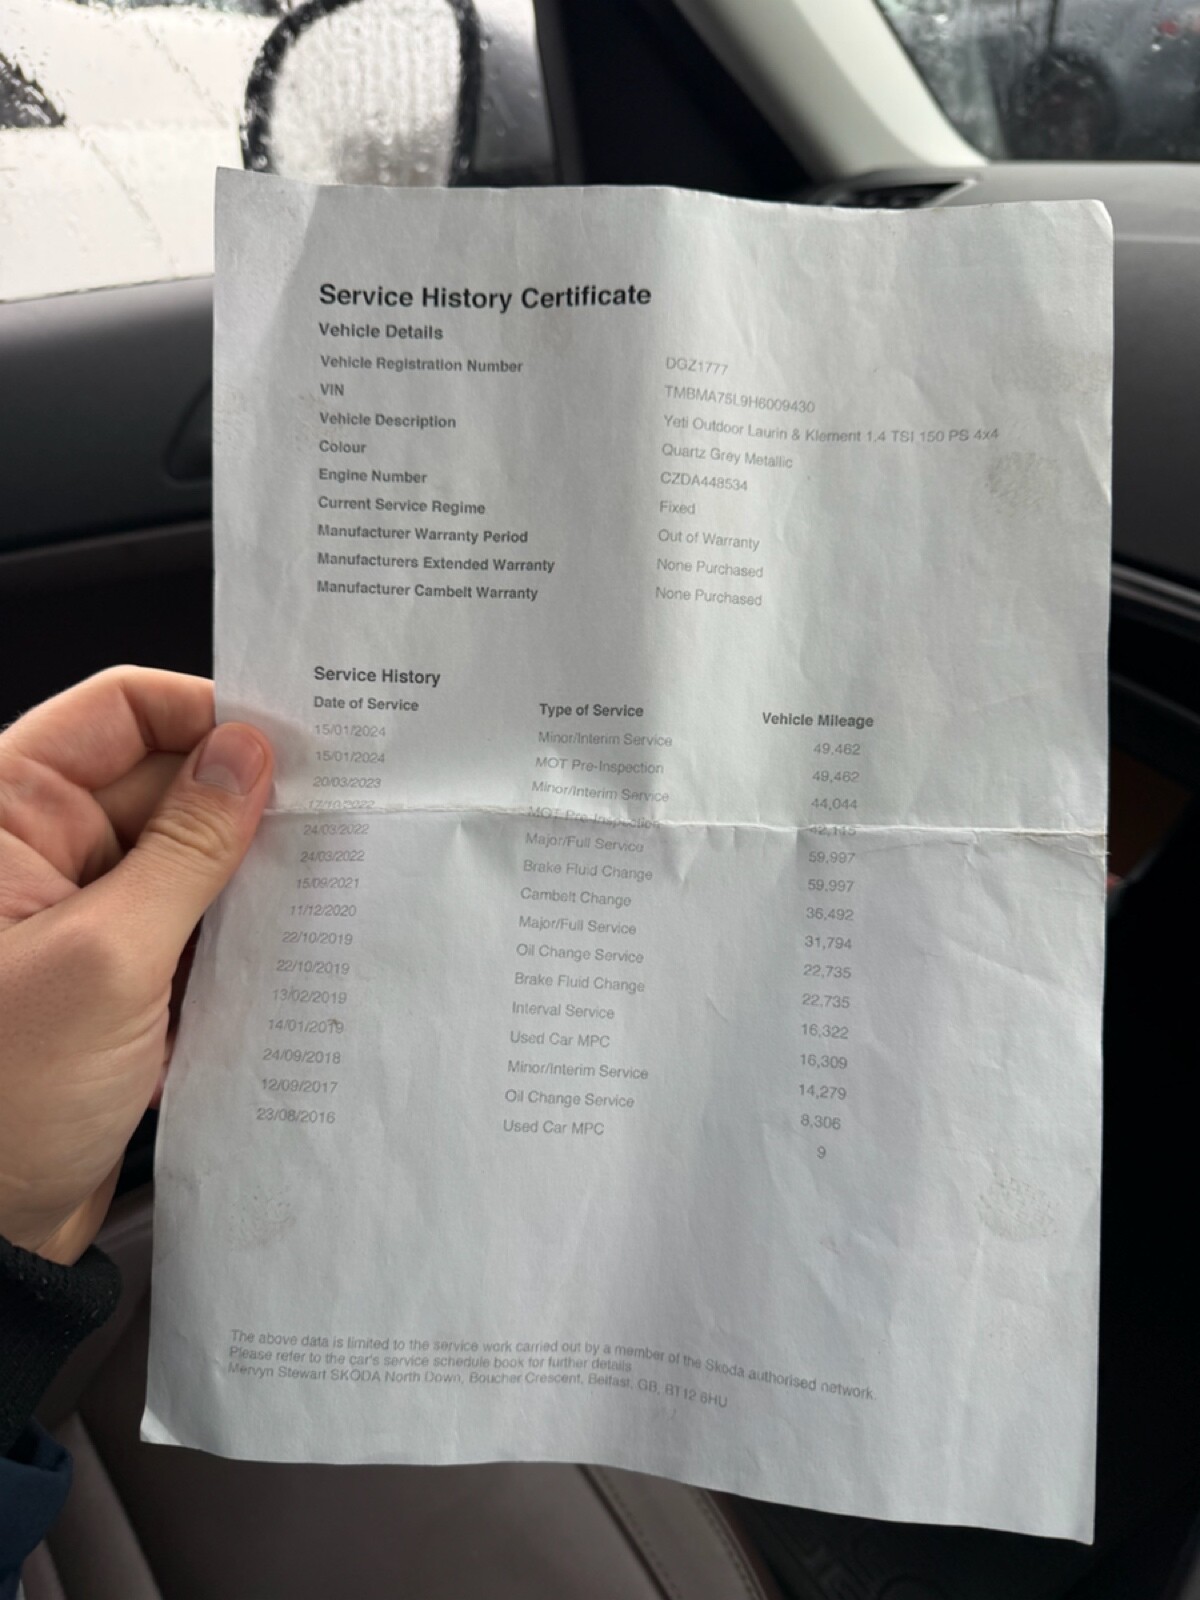 Service History Certificate
Vehicle Details
Vehicle Registration Number DGZ1777
VIN TMBMA75L9H6009430
Vehicle Description Yeti Outdoor Laurin & Klement 1.4 TSI 150 PS 4x4
Colour Quartz Grey Metallic
Engine Number CZDA448534
Current Service Regime Fixed
Manufacturer Warranty Period Out of Warranty
Manufacturers Extended Warranty None Purchased
Manufacturer Cambelt Warranty None Purchased
Service History
Date of Service Type of Service Vehicle Mileage
15/01/2024 Minor/Interim Service 49,462
15/01/2024 MOT Pre-Inspection 49,462
20/03/2023 Minor/Interim Service 44,044
17/10/2022 MOT Pre-Inspection 42,145
24/03/2022 Major/Full Service 59,997
24/03/2022 Brake Fluid Change 59,997
15/09/2021 Cambelt Change 36,492
11/12/2020 Major/Full Service 31,794
22/10/2019 Oil Change Service 22,735
22/10/2019 Brake Fluid Change 22,735
13/02/2019 Interval Service 16,322
14/01/2019 Used Car MPC 16,309
24/09/2018 Minor/Interim Service 14,279
12/09/2017 Oil Change Service 8,306
23/08/2016 Used Car MPC 9
The above data is limited to the service work carried out by a member of the Skoda authorised network.
Please refer to the car's service schedule book for further details
Mervyn Stewart SKODA North Down, Boucher Crescent, Belfast, GB, BT12 6HU